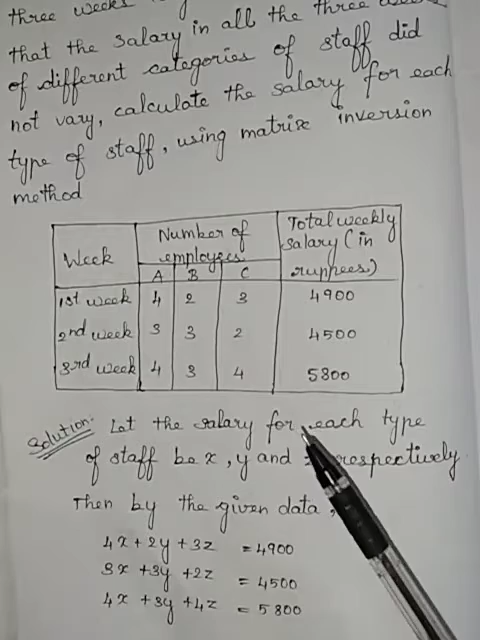 three weeks
that the salary in all the three weeks
of different categories of staff did
not vary, calculate the salary for each
type of staff, using matrix inversion
method
Week Number of employees Total weekly salary (in ruppees.)
A B C
1st week 4 2 3 4900
2nd week 3 3 2 4500
3rd week 4 3 4 5800
Solution:- Let the salary for each type
of staff be x, y and z respectively
Then by the given data,
4x + 2y + 3z = 4900
3x + 3y + 2z = 4500
4x + 3y + 4z = 5800